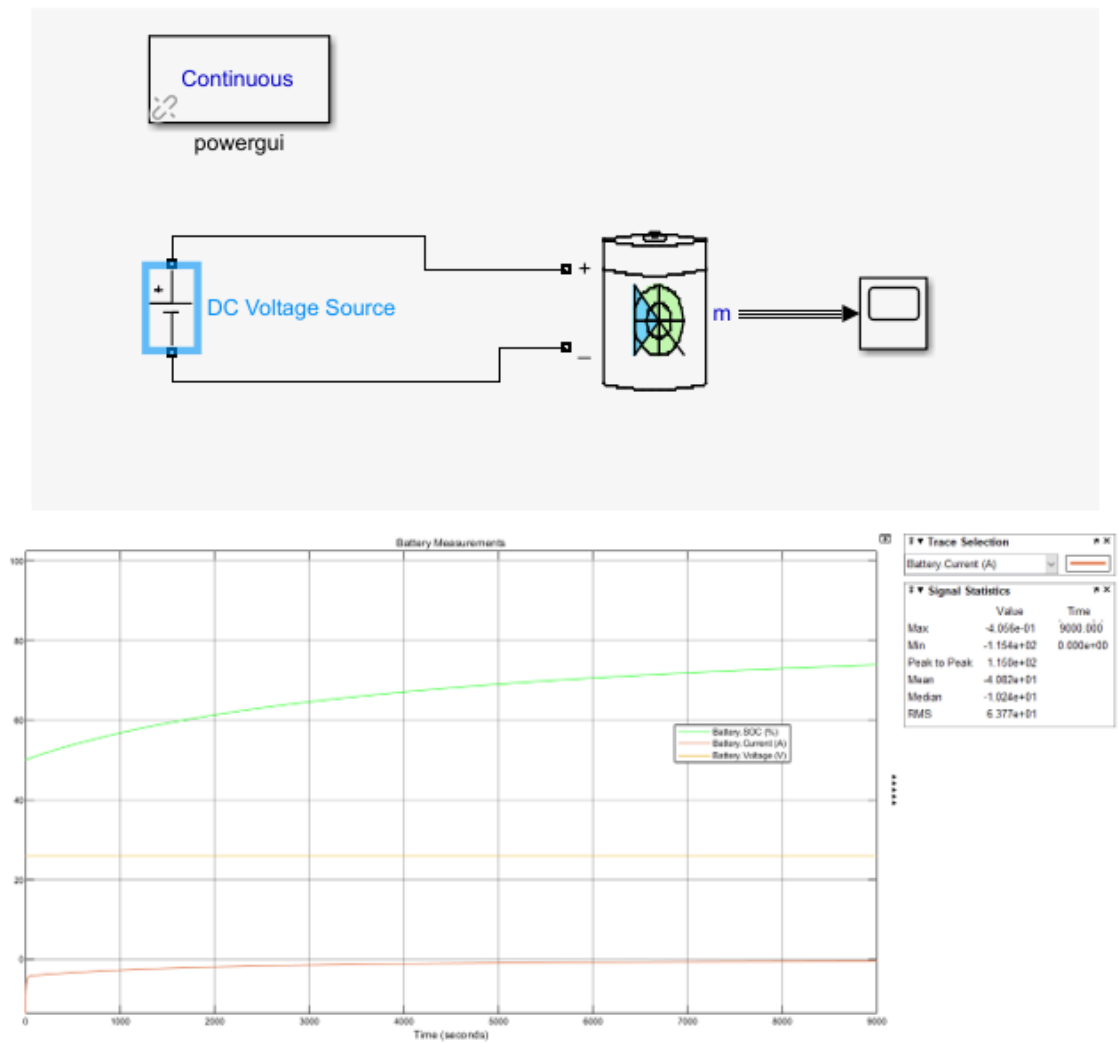 Continuous
powergui
+
DC Voltage Source
+
m
_
Battery Measurements
100
80
60
40
20
0
0 1000 2000 3000 4000 5000 6000 7000 8000 9000
Time (seconds)
Battery.SOC (%)
Battery.Current (A)
Battery.Voltage (V)
Trace Selection
Battery.Current (A)
Signal Statistics
Value Time
Max -4.056e-01 9000.000
Min -1.154e+02 0.000e+00
Peak to Peak 1.150e+02
Mean -4.082e+01
Median -1.024e+01
RMS 6.377e+01